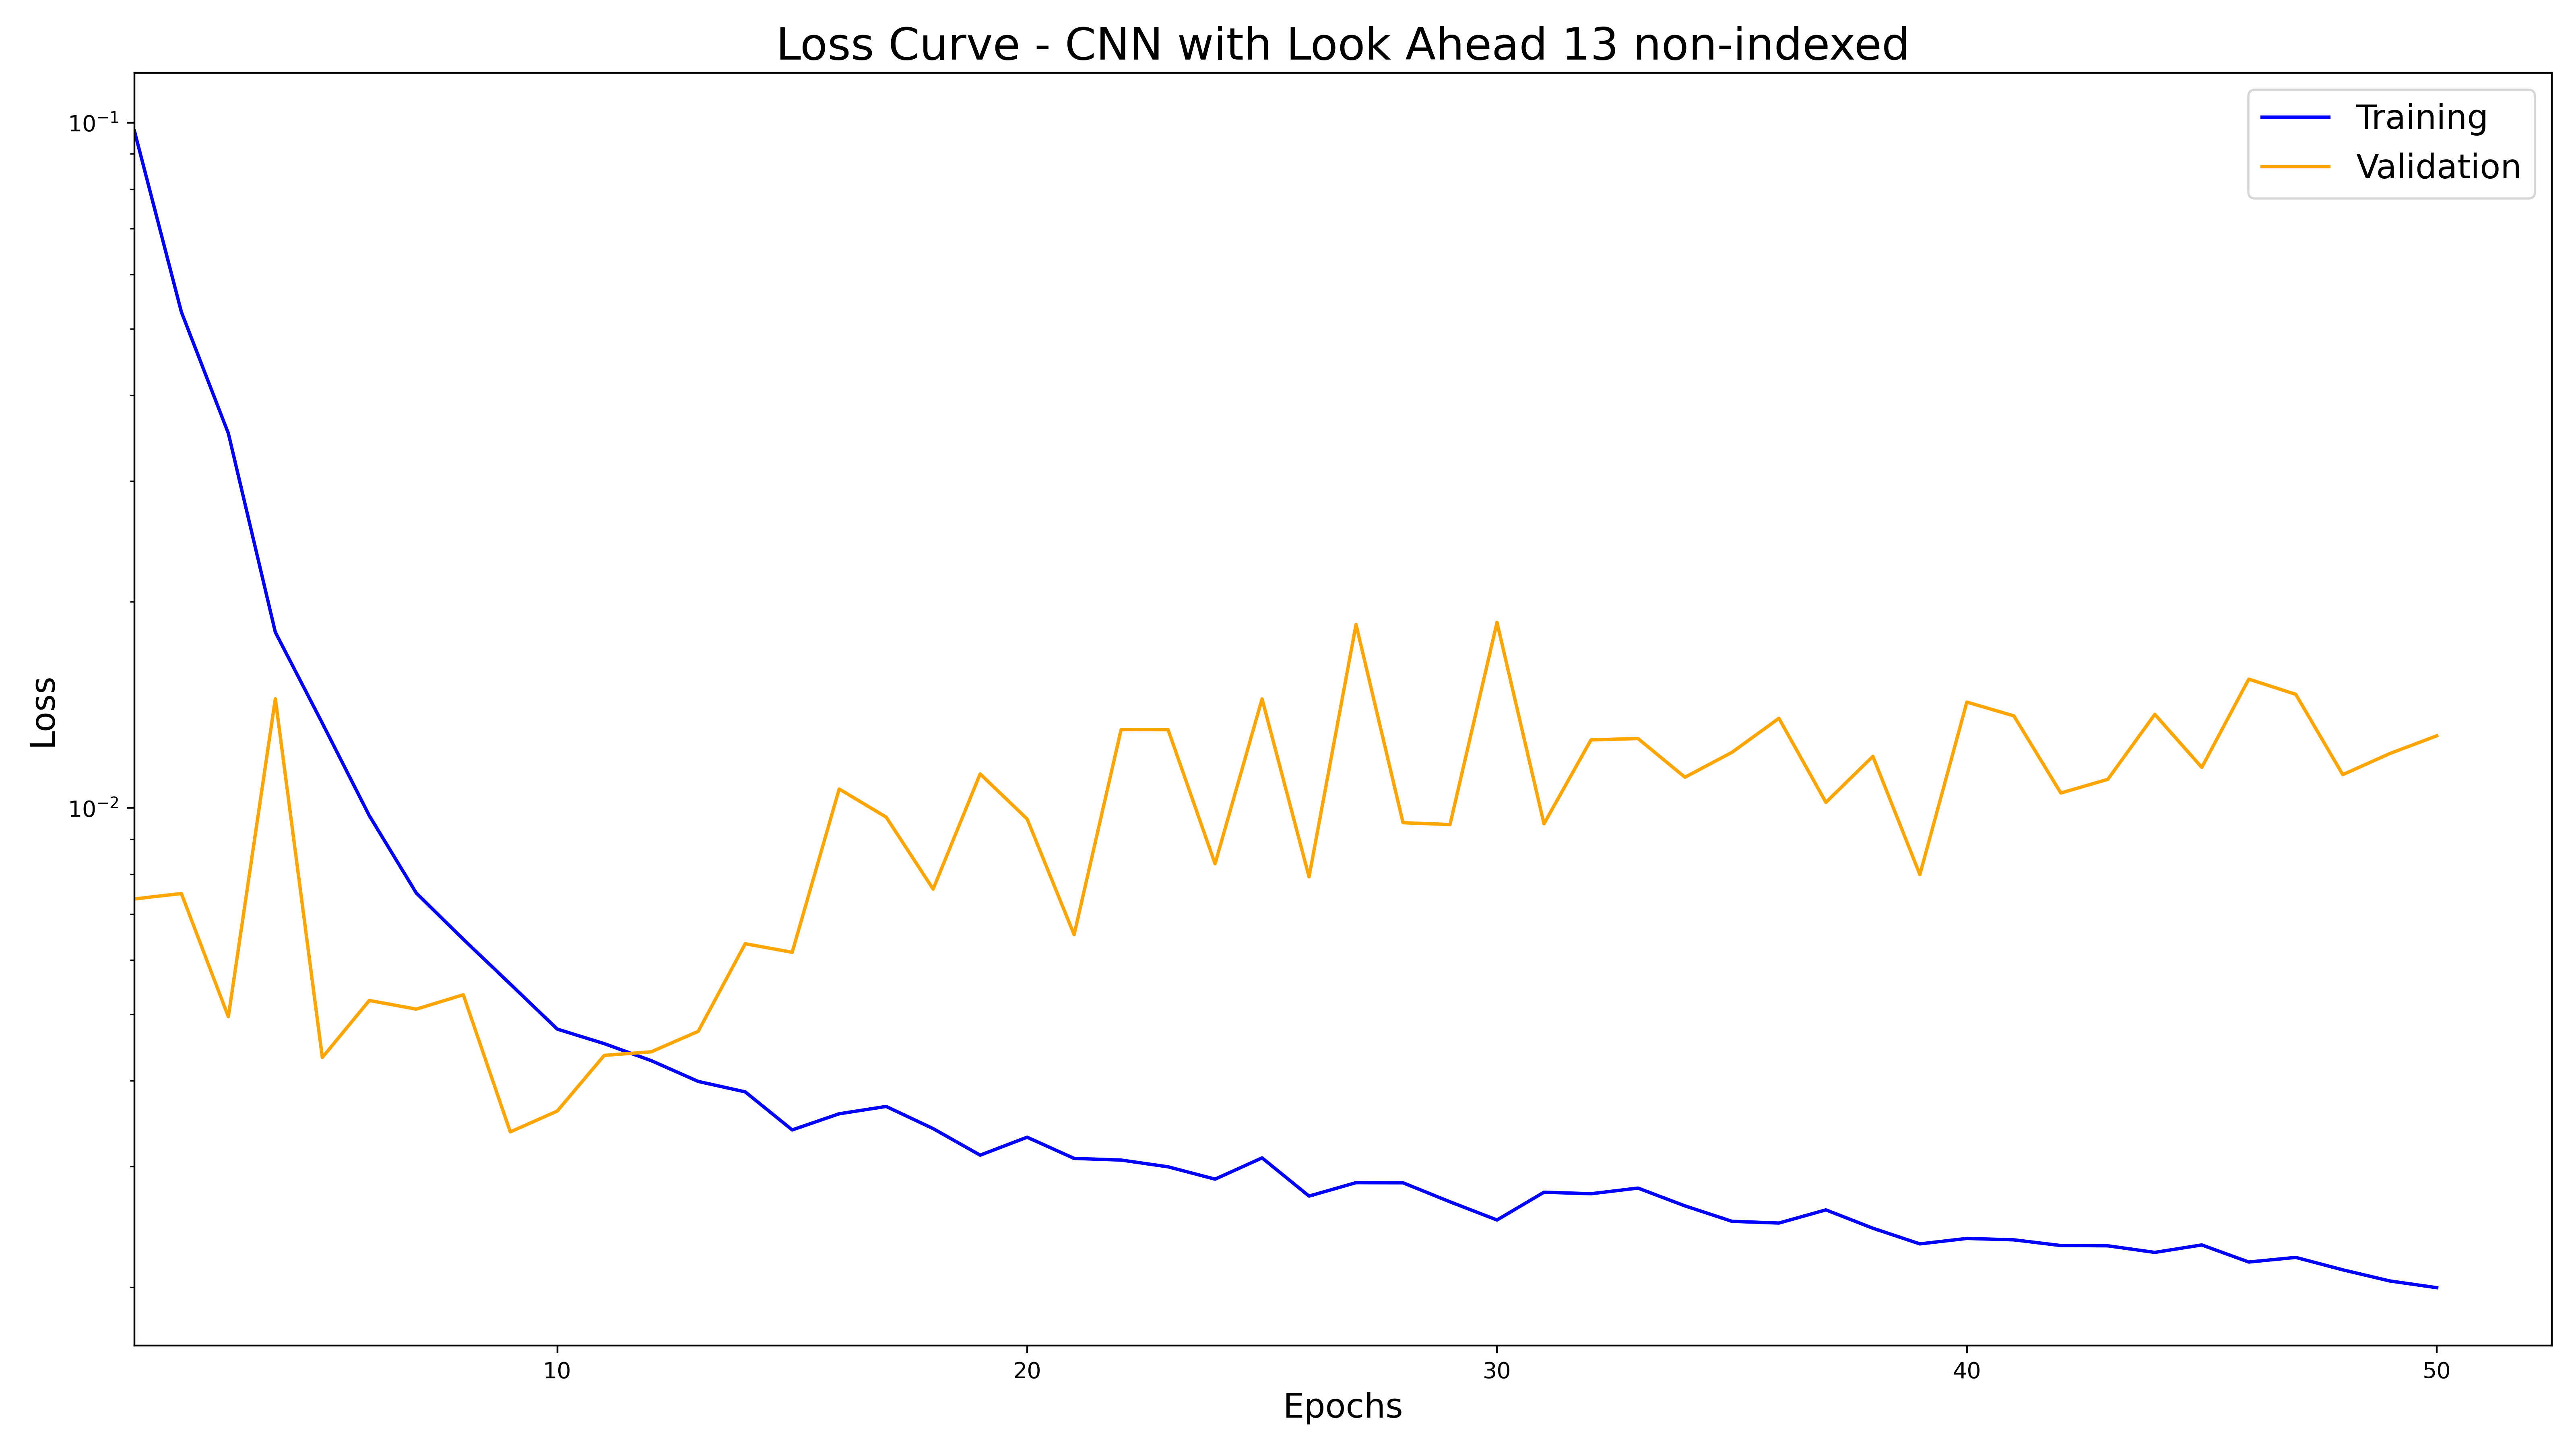 Loss Curve - CNN with Look Ahead 13 non-indexed
Training
Validation
10⁻¹
10⁻²
Loss
10 20 30 40 50
Epochs